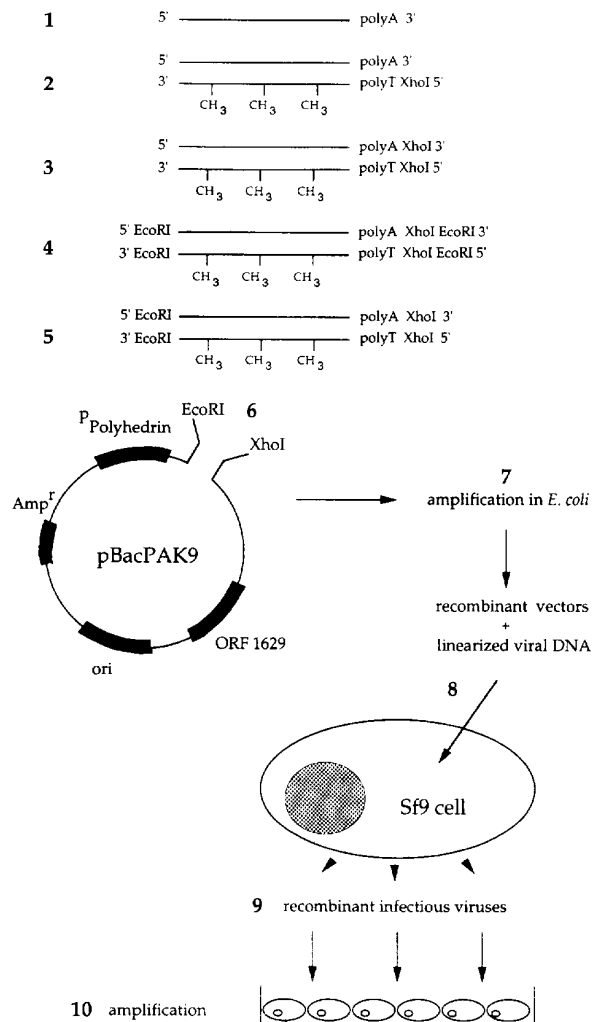 1 5' polyA 3'
5' polyA 3'
2 3' polyT XhoI 5'
CH3 CH3 CH3
5' polyA XhoI 3'
3 3' polyT XhoI 5'
CH3 CH3 CH3
5' EcoRI polyA XhoI EcoRI 3'
4
3' EcoRI polyT XhoI EcoRI 5'
CH3 CH3 CH3
5' EcoRI polyA XhoI 3'
5 3' EcoRI polyT XhoI 5'
CH3 CH3 CH3
EcoRI 6
P Polyhedrin
XhoI
7
Amp r
amplification in E. coli
pBacPAK9
recombinant vectors
+
ORF 1629
linearized viral DNA
ori
8
Sf9 cell
9 recombinant infectious viruses
10 amplification